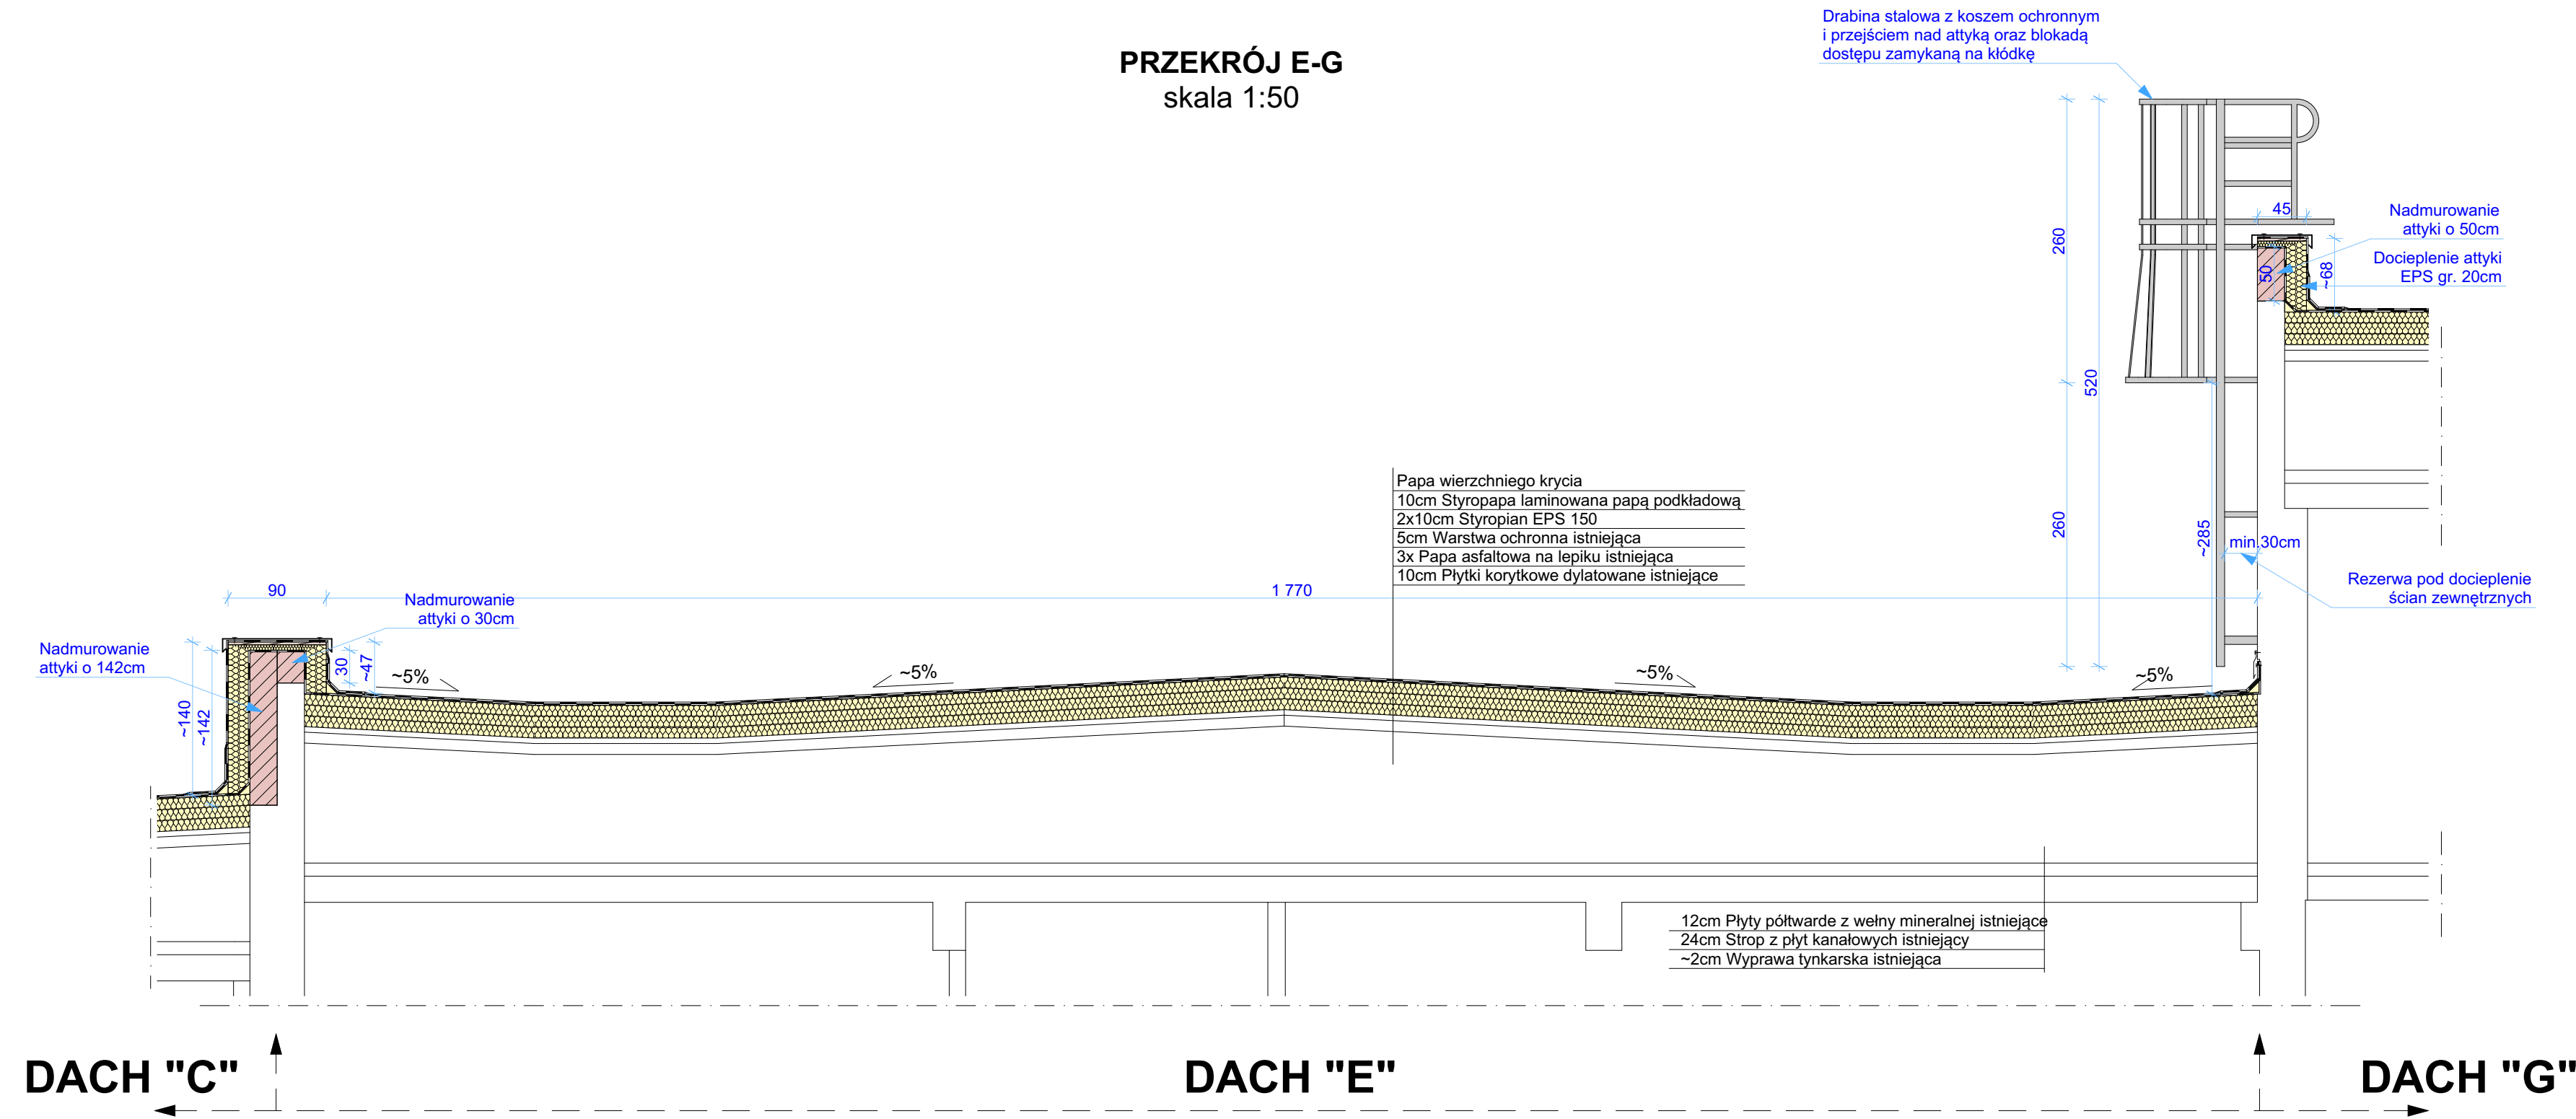 PRZEKRÓJ E-G
skala 1:50
Drabina stalowa z koszem ochronnym
i przejściem nad attyką oraz blokadą
dostępu zamykaną na kłódkę
45
Nadmurowanie
attyki o 50cm
Docieplenie attyki
EPS gr. 20cm
260
50
~68
520
260
~285
min.30cm
Rezerwa pod docieplenie
ścian zewnętrznych
Papa wierzchniego krycia
10cm Styropapa laminowana papą podkładową
2x10cm Styropian EPS 150
5cm Warstwa ochronna istniejąca
3x Papa asfaltowa na lepiku istniejąca
10cm Płytki korytkowe dylatowane istniejące
90
1 770
Nadmurowanie
attyki o 30cm
Nadmurowanie
attyki o 142cm
30
~47
~140
~142
~5%
~5%
~5%
~5%
12cm Płyty półtwarde z wełny mineralnej istniejące
24cm Strop z płyt kanałowych istniejący
~2cm Wyprawa tynkarska istniejąca
DACH "C"
DACH "E"
DACH "G"